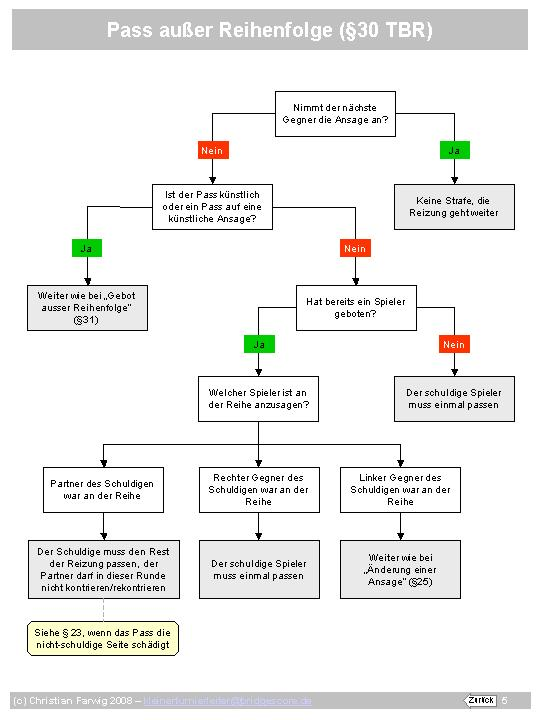 Pass außer Reihenfolge (§30 TBR)
Nimmt der nächste
Gegner die Ansage an?
Nein
Ja
Ist der Pass künstlich
oder ein Pass auf eine
künstliche Ansage?
Keine Strafe, die
Reizung geht weiter
Ja
Nein
Weiter wie bei „Gebot
ausser Reihenfolge“
(§31)
Hat bereits ein Spieler
geboten?
Ja
Nein
Welcher Spieler ist an
der Reihe anzusagen?
Der schuldige Spieler
muss einmal passen
Partner des Schuldigen
war an der Reihe
Rechter Gegner des
Schuldigen war an der
Reihe
Linker Gegner des
Schuldigen war an der
Reihe
Der Schuldige muss den Rest
der Reizung passen, der
Partner darf in dieser Runde
nicht kontrieren/rekontrieren
Der schuldige Spieler
muss einmal passen
Weiter wie bei
„Änderung einer
Ansage“ (§25)
Siehe § 23, wenn das Pass die
nicht-schuldige Seite schädigt
(c) Christian Farwig 2008 – kleinerturnierleiter@bridgescore.de
Zurück
5